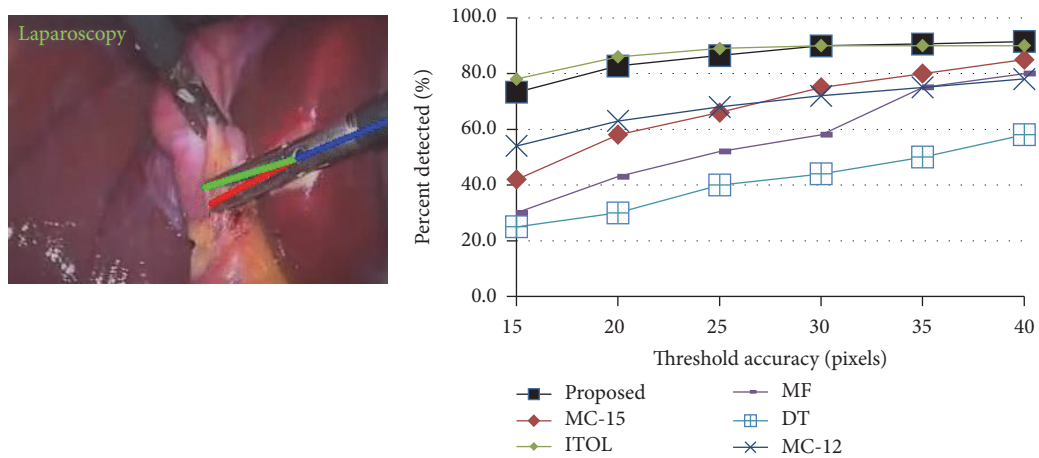 Laparoscopy
Percent detected (%)
100.0
80.0
60.0
40.0
20.0
0.0
15 20 25 30 35 40
Threshold accuracy (pixels)
Proposed MF
MC-15 DT
ITOL MC-12